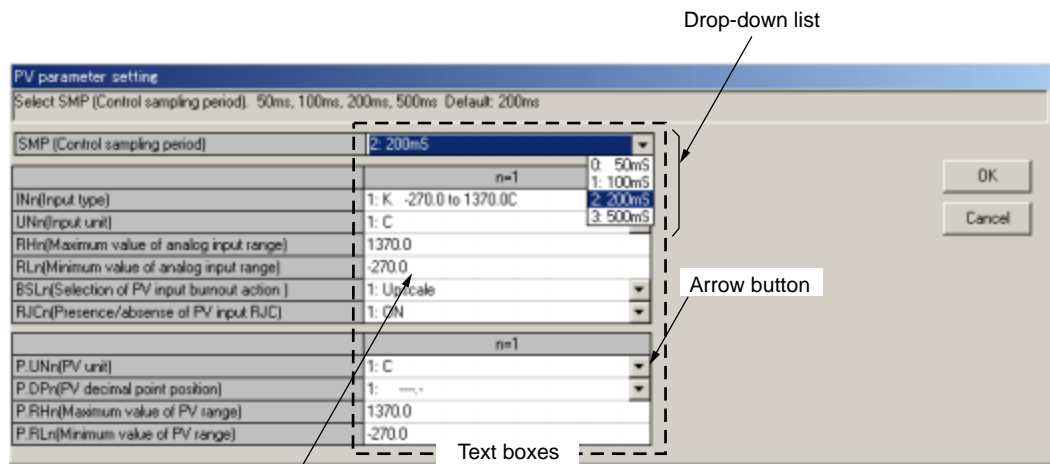 Drop-down list
PV parameter setting
Select SMP (Control sampling period). 50ms, 100ms, 200ms, 500ms Default: 200ms
SMP (Control sampling period) 2: 200mS
0: 50mS
1: 100mS
2: 200mS
3: 500mS
OK
Cancel
n=1
INn(Input type) 1: K -270.0 to 1370.0C
UNn(Input unit) 1: C
RHn(Maximum value of analog input range) 1370.0
RLn(Minimum value of analog input range) -270.0
BSLn(Selection of PV input burnout action ) 1: Upscale
RJCn(Presence/absence of PV input RJC) 1: ON
Arrow button
n=1
P.UNn(PV unit) 1: C
P.DPn(PV decimal point position) 1: ----.-
P.RHn(Maximum value of PV range) 1370.0
P.RLn(Minimum value of PV range) -270.0
Text boxes